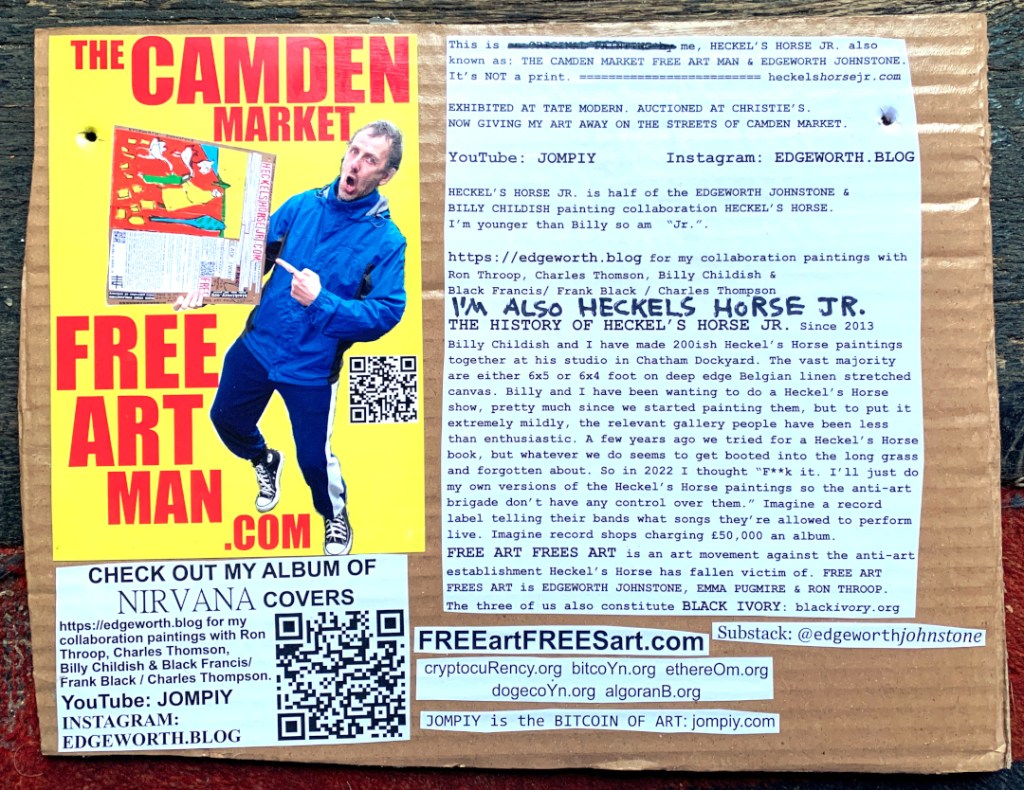 THE CAMDEN
MARKET
HECKELSHORSEJR.COM
FREE
ART
MAN
.COM
CHECK OUT MY ALBUM OF
NIRVANA COVERS
https://edgeworth.blog for my
collaboration paintings with Ron
Throop, Charles Thomson,
Billy Childish & Black Francis/
Frank Black / Charles Thompson.
YouTube: JOMPIY
INSTAGRAM:
EDGEWORTH.BLOG
This is an ORIGINAL PAINTING by me, HECKEL'S HORSE JR. also
known as: THE CAMDEN MARKET FREE ART MAN & EDGEWORTH JOHNSTONE.
It's NOT a print. ========================= heckelshorsejr.com
EXHIBITED AT TATE MODERN. AUCTIONED AT CHRISTIE'S.
NOW GIVING MY ART AWAY ON THE STREETS OF CAMDEN MARKET.
YouTube: JOMPIY Instagram: EDGEWORTH.BLOG
HECKEL'S HORSE JR. is half of the EDGEWORTH JOHNSTONE &
BILLY CHILDISH painting collaboration HECKEL'S HORSE.
I'm younger than Billy so am "Jr.".
https://edgeworth.blog for my collaboration paintings with
Ron Throop, Charles Thomson, Billy Childish &
Black Francis/ Frank Black / Charles Thompson
I'M ALSO HECKELS HORSE JR.
THE HISTORY OF HECKEL'S HORSE JR. Since 2013
Billy Childish and I have made 200ish Heckel's Horse paintings
together at his studio in Chatham Dockyard. The vast majority
are either 6x5 or 6x4 foot on deep edge Belgian linen stretched
canvas. Billy and I have been wanting to do a Heckel's Horse
show, pretty much since we started painting them, but to put it
extremely mildly, the relevant gallery people have been less
than enthusiastic. A few years ago we tried for a Heckel's Horse
book, but whatever we do seems to get booted into the long grass
and forgotten about. So in 2022 I thought "F**k it. I'll just do
my own versions of the Heckel's Horse paintings so the anti-art
brigade don't have any control over them." Imagine a record
label telling their bands what songs they're allowed to perform
live. Imagine record shops charging £50,000 an album.
FREE ART FREES ART is an art movement against the anti-art
establishment Heckel's Horse has fallen victim of. FREE ART
FREES ART is EDGEWORTH JOHNSTONE, EMMA PUGMIRE & RON THROOP.
The three of us also constitute BLACK IVORY: blackivory.org
FREEartFREESart.com
Substack: @edgeworthjohnstone
cryptocuRency.org bitcoYn.org ethereOm.org
dogecoYn.org algoranB.org
JOMPIY is the BITCOIN OF ART: jompiy.com